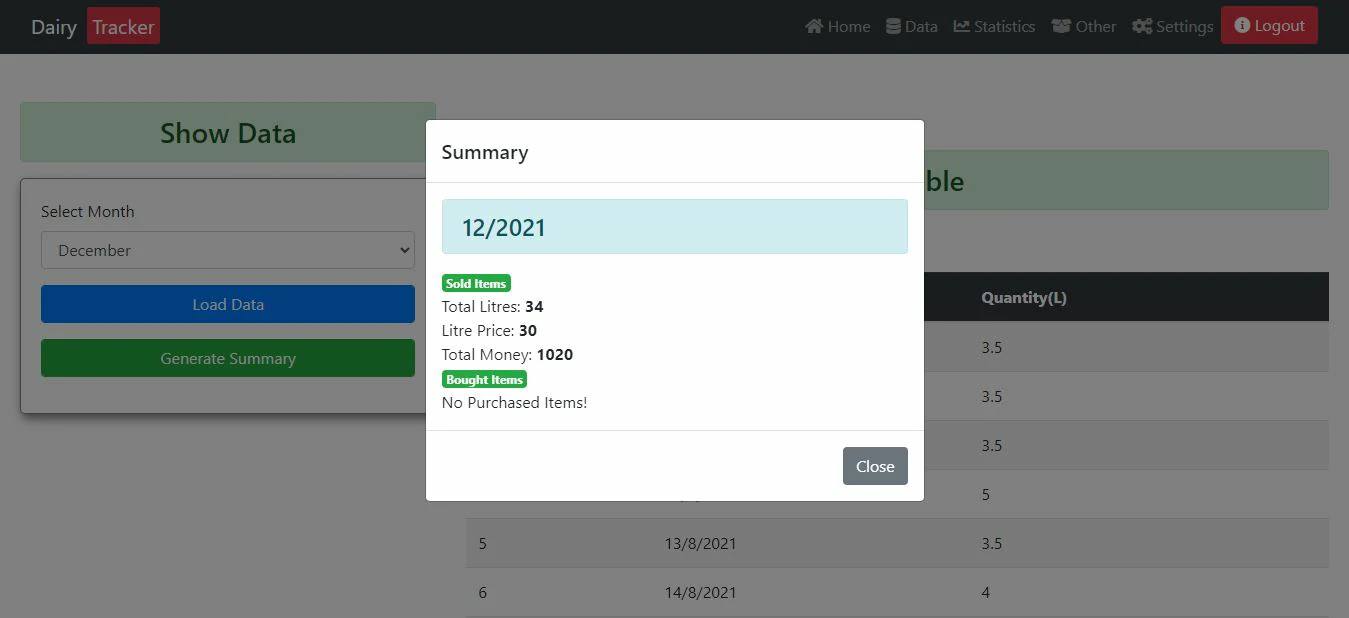 Dairy Tracker
Home Data Statistics Other Settings Logout
Show Data
Select Month
December
Load Data
Generate Summary
Summary
12/2021
Sold Items
Total Litres: 34
Litre Price: 30
Total Money: 1020
Bought Items
No Purchased Items!
Close
ble
Quantity(L)
3.5
3.5
3.5
5
5 13/8/2021 3.5
6 14/8/2021 4